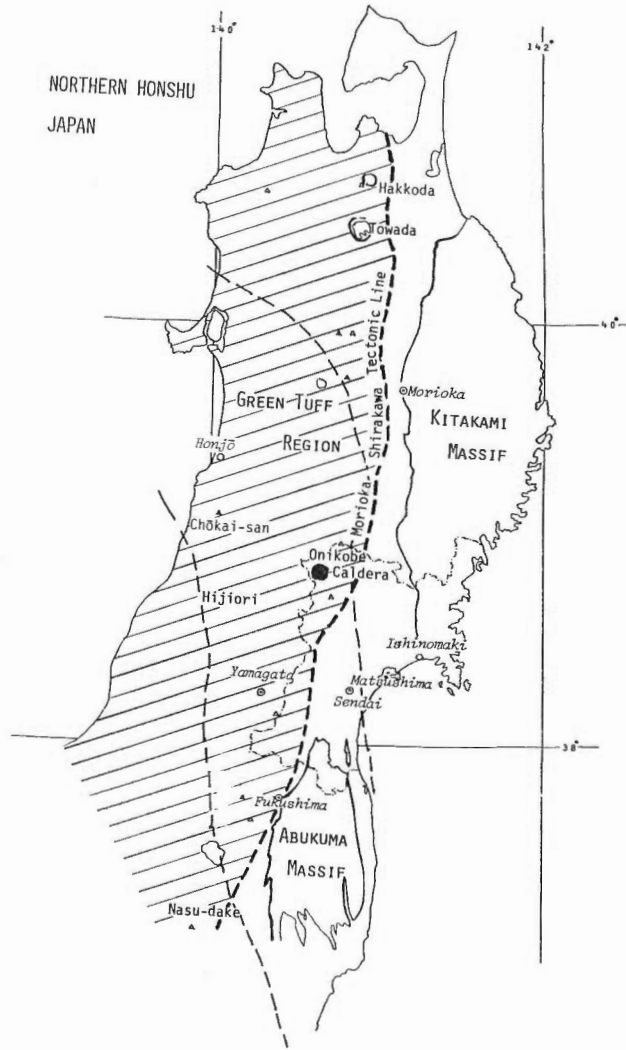 140°
142°
NORTHERN HONSHU
JAPAN
Hakkoda
Towada
Morioka-Shirakawa Tectonic Line
40°
GREEN TUFF
REGION
Morioka
KITAKAMI
MASSIF
Honjō
Chōkai-san
Onikobe
Caldera
Hijiori
Ishinomaki
Yamagata
Matsushima
Sendai
38°
Fukushima
ABUKUMA
MASSIF
Nasu-dake